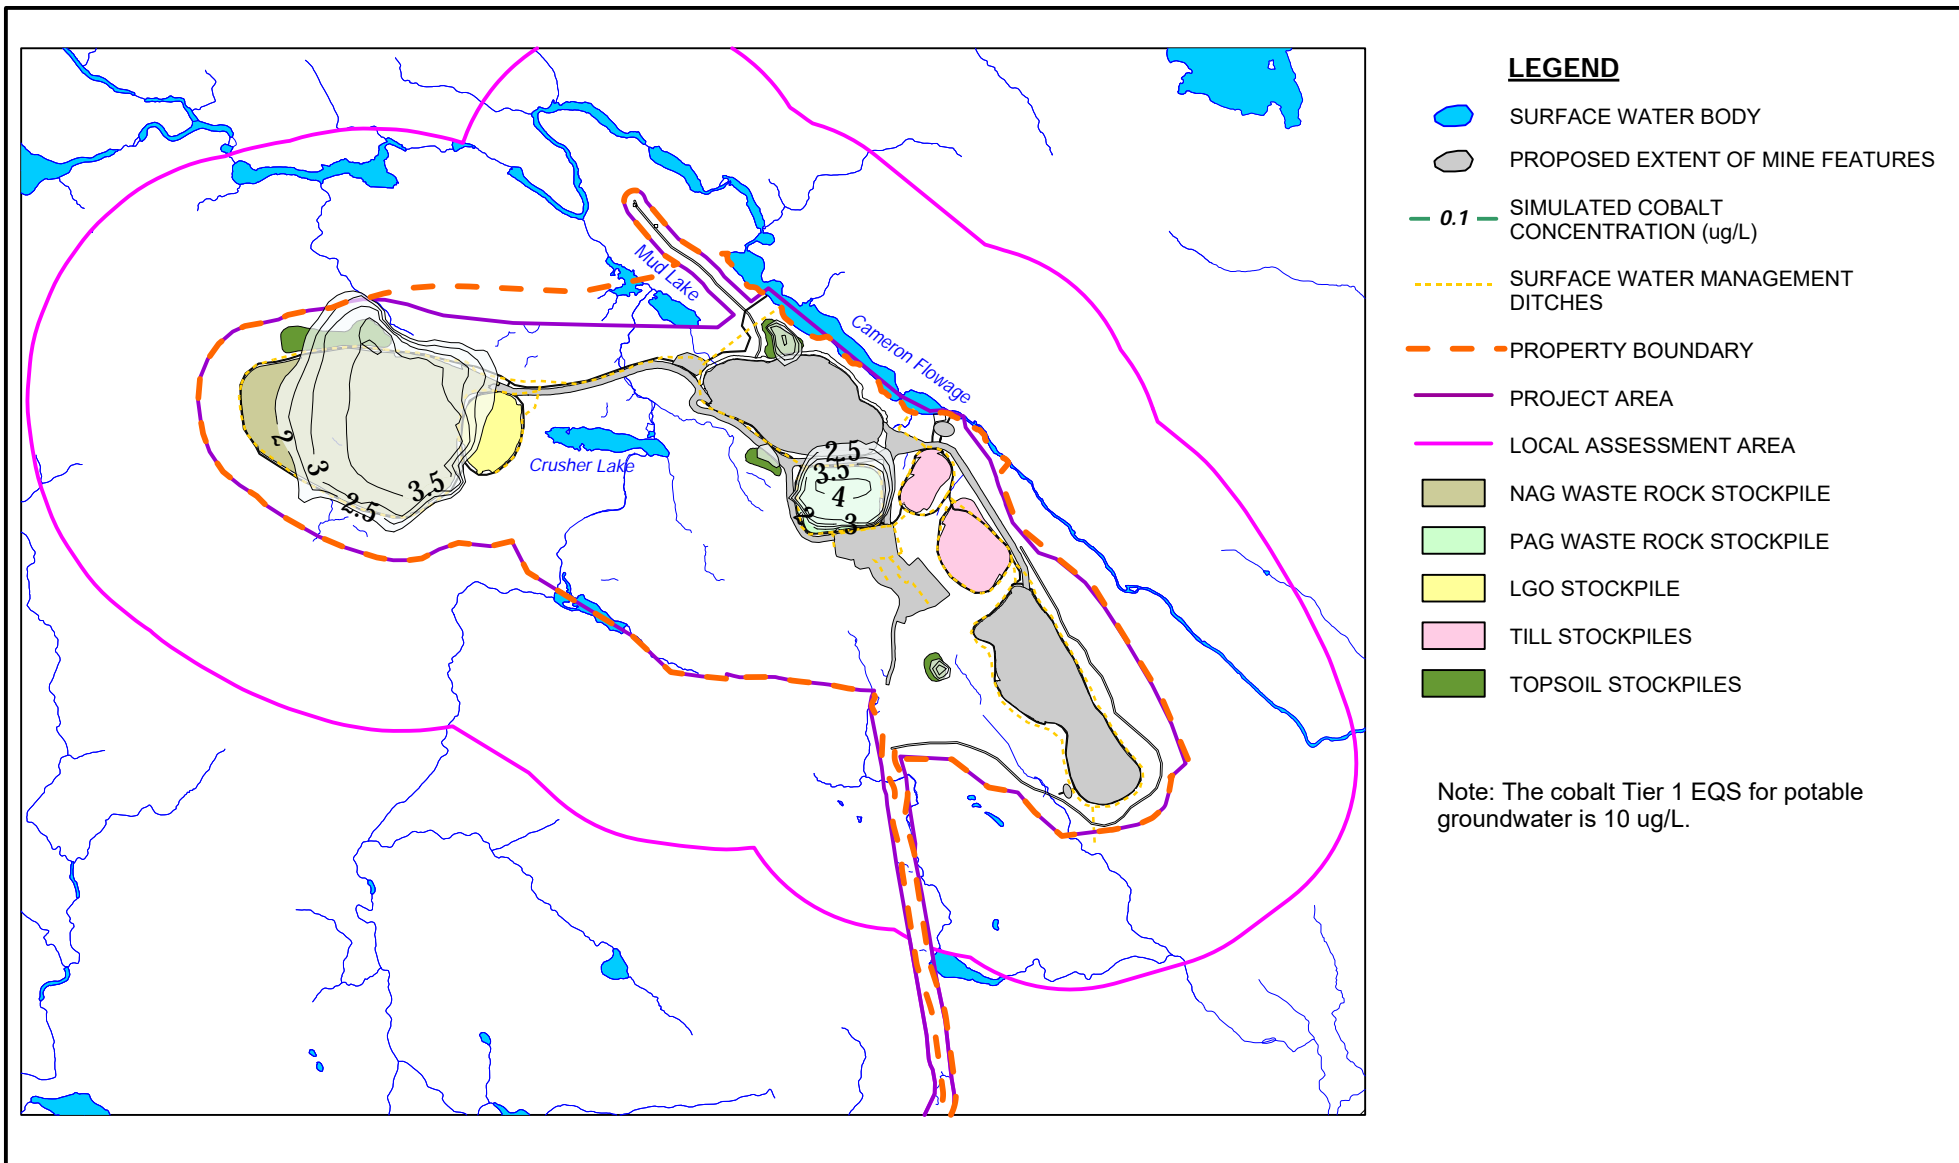 LEGEND
SURFACE WATER BODY
PROPOSED EXTENT OF MINE FEATURES
0.1
SIMULATED COBALT
CONCENTRATION (ug/L)
SURFACE WATER MANAGEMENT
DITCHES
PROPERTY BOUNDARY
PROJECT AREA
LOCAL ASSESSMENT AREA
NAG WASTE ROCK STOCKPILE
PAG WASTE ROCK STOCKPILE
LGO STOCKPILE
TILL STOCKPILES
TOPSOIL STOCKPILES
Note: The cobalt Tier 1 EQS for potable
groundwater is 10 ug/L.
Mud Lake
Cameron Flowage
Crusher Lake
2
3
2.5
3.5
2.5
3.5
4
2
3